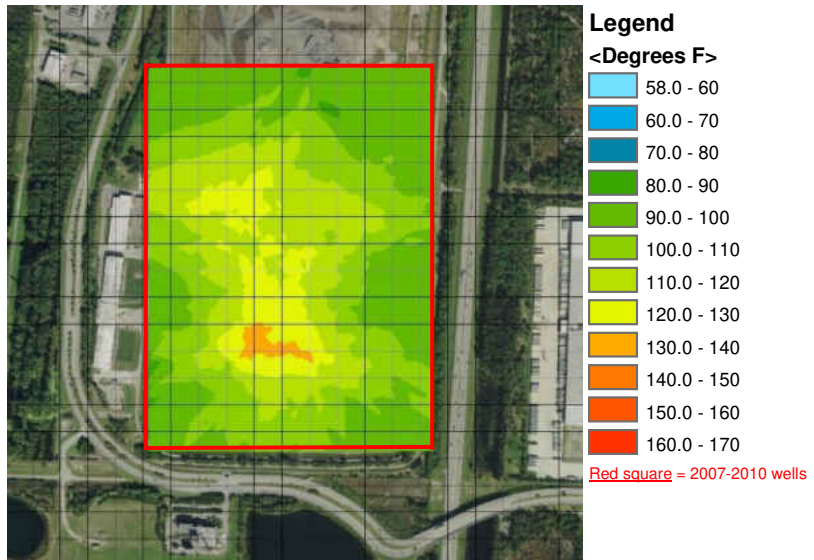 Legend
<Degrees F>
58.0 - 60
60.0 - 70
70.0 - 80
80.0 - 90
90.0 - 100
100.0 - 110
110.0 - 120
120.0 - 130
130.0 - 140
140.0 - 150
150.0 - 160
160.0 - 170
Red square = 2007-2010 wells